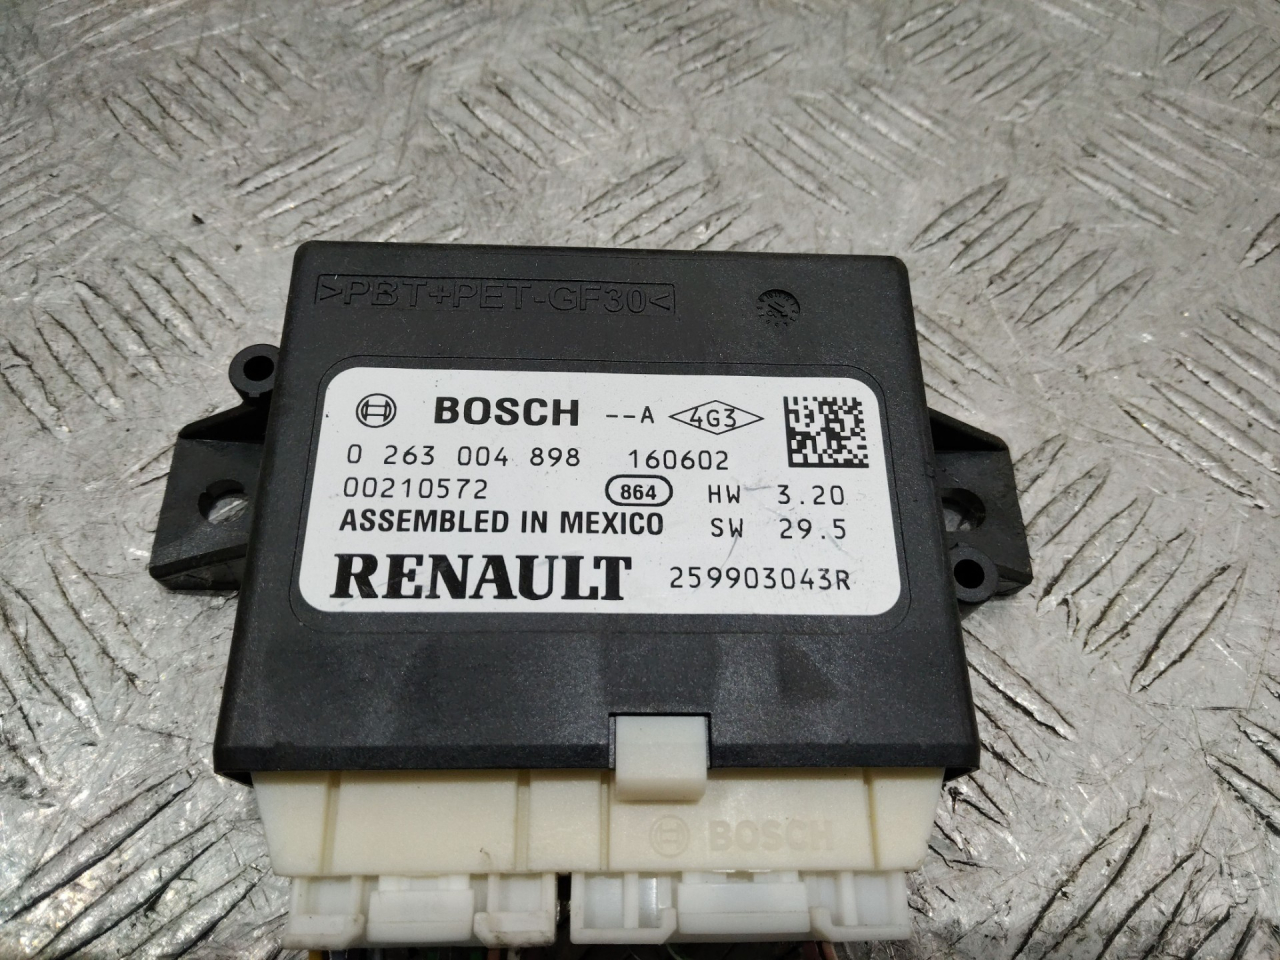 >PBT+PET-GF30<
BOSCH --A 4G3
0 263 004 898 160602
00210572 864 HW 3.20
ASSEMBLED IN MEXICO SW 29.5
RENAULT 259903043R
BOSCH